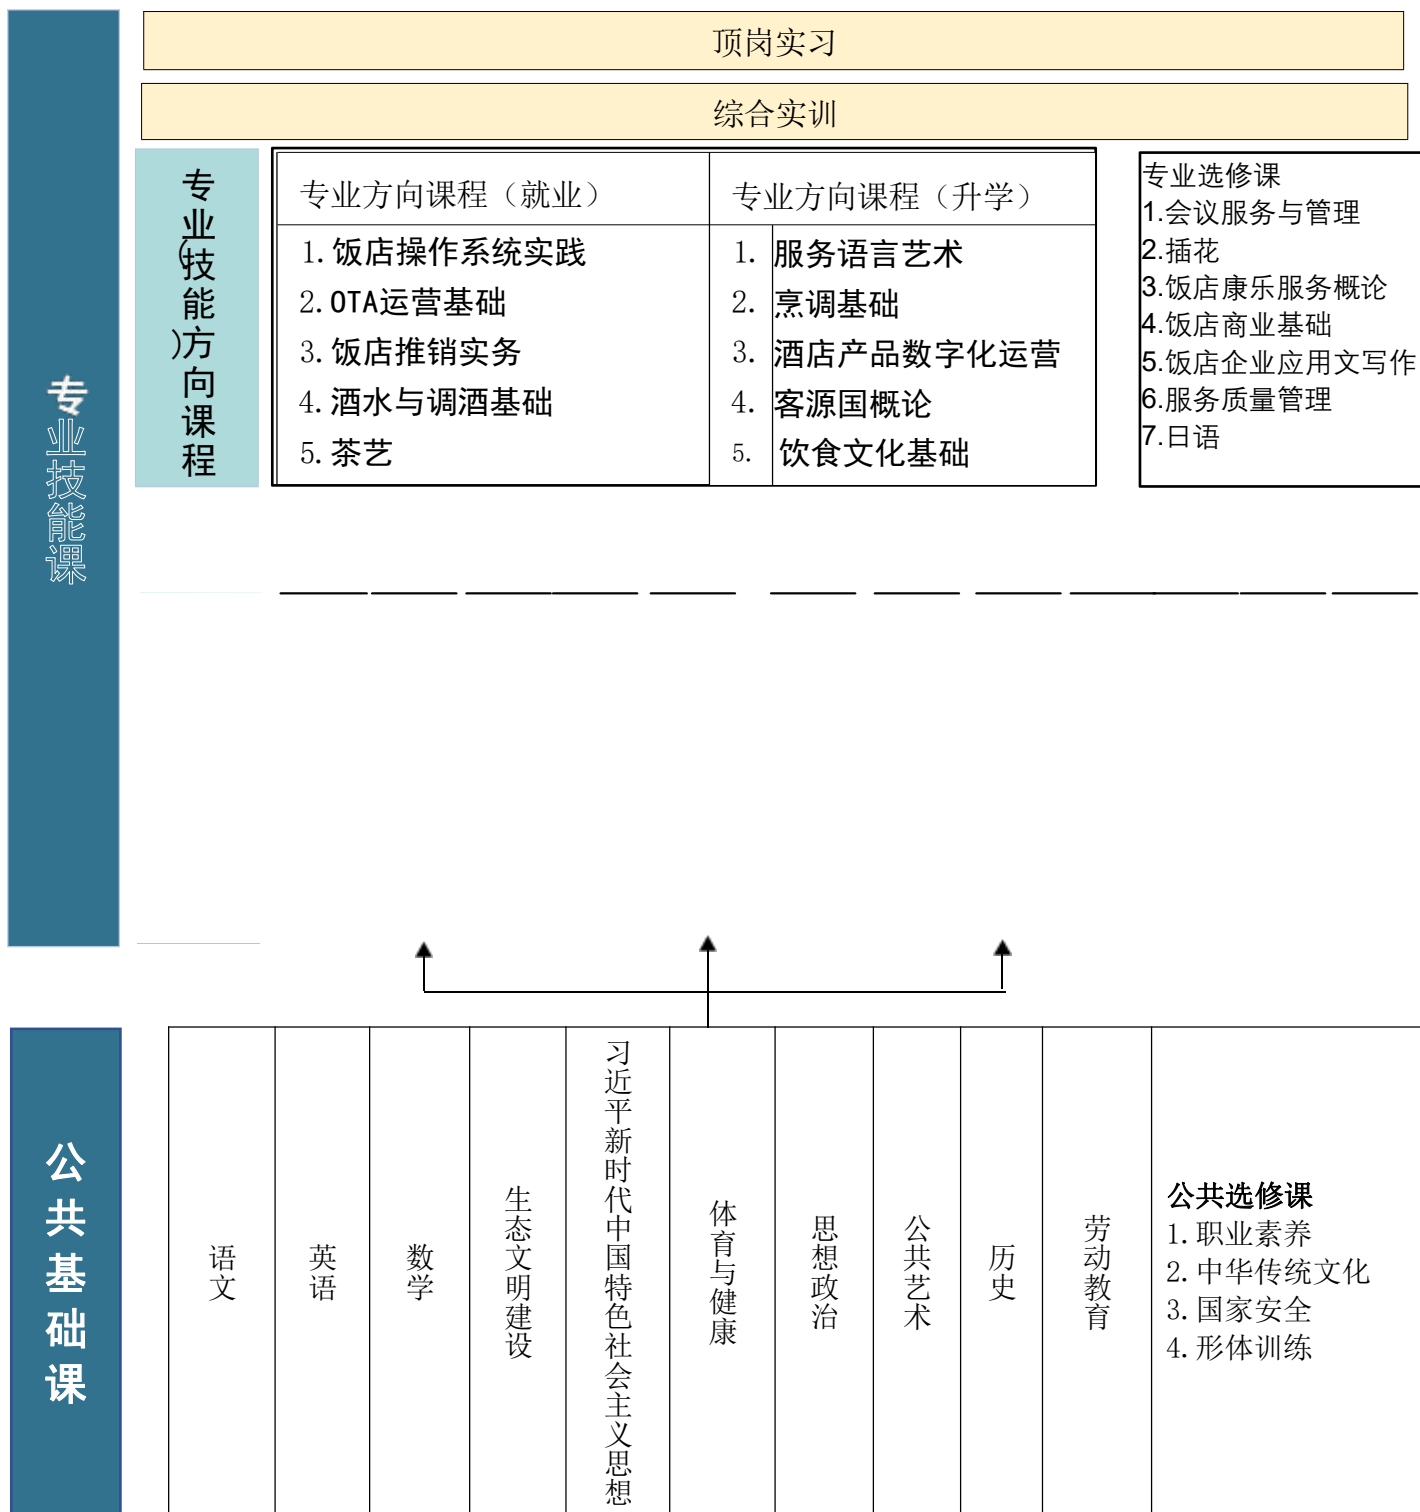 顶岗实习
综合实训
专业技能课
专业(技能)方向课程
专业方向课程（就业）
1.饭店操作系统实践
2.OTA运营基础
3.饭店推销实务
4.酒水与调酒基础
5.茶艺
专业方向课程（升学）
1. 服务语言艺术
2. 烹调基础
3. 酒店产品数字化运营
4. 客源国概论
5. 饮食文化基础
专业选修课
1.会议服务与管理
2.插花
3.饭店康乐服务概论
4.饭店商业基础
5.饭店企业应用文写作
6.服务质量管理
7.日语
公共基础课
语文
英语
数学
生态文明建设
习近平新时代中国特色社会主义思想
体育与健康
思想政治
公共艺术
历史
劳动教育
公共选修课
1.职业素养
2.中华传统文化
3.国家安全
4.形体训练